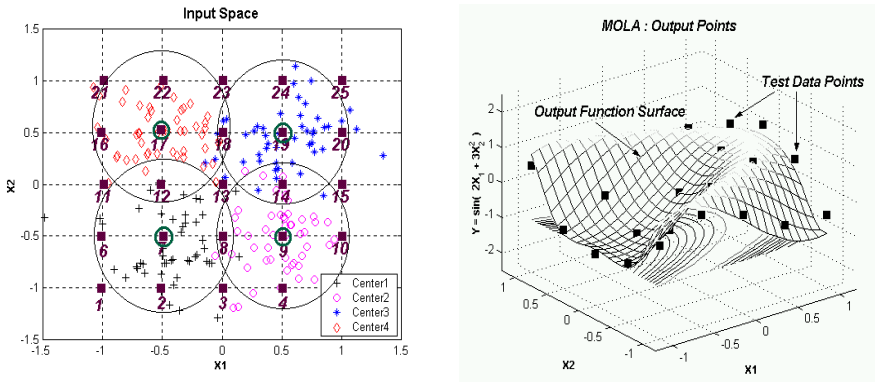 Input Space
1.5
1
0.5
0
-0.5
-1
-1.5
X2
21 22 23 24 25
16 17 18 19 20
11 12 13 14 15
6 7 8 9 10
1 2 3 4
Center1
Center2
Center3
Center4
-1.5 -1 -0.5 0 0.5 1 1.5
X1
MOLA : Output Points
Test Data Points
Output Function Surface
Y = sin( 2X₁ + 3X₂² )
2
1
0
-1
-2
1
0.5
0
-0.5
-1
X2
-1
-0.5
0
0.5
1
X1